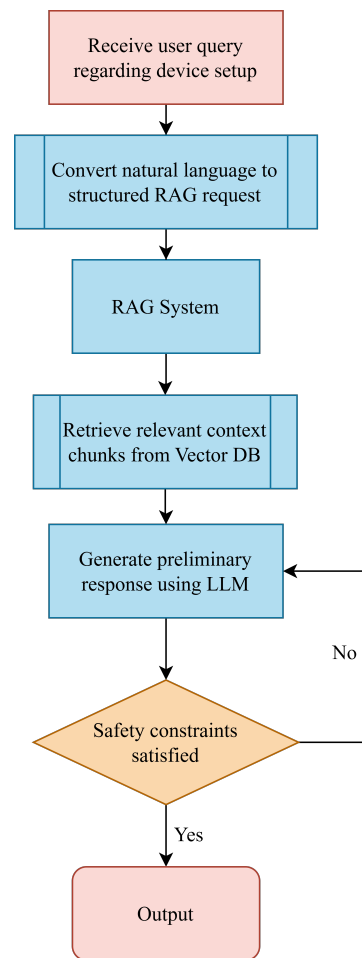 Receive user query
regarding device setup
Convert natural language to
structured RAG request
RAG System
Retrieve relevant context
chunks from Vector DB
Generate preliminary
response using LLM
No
Safety constraints
satisfied
Yes
Output